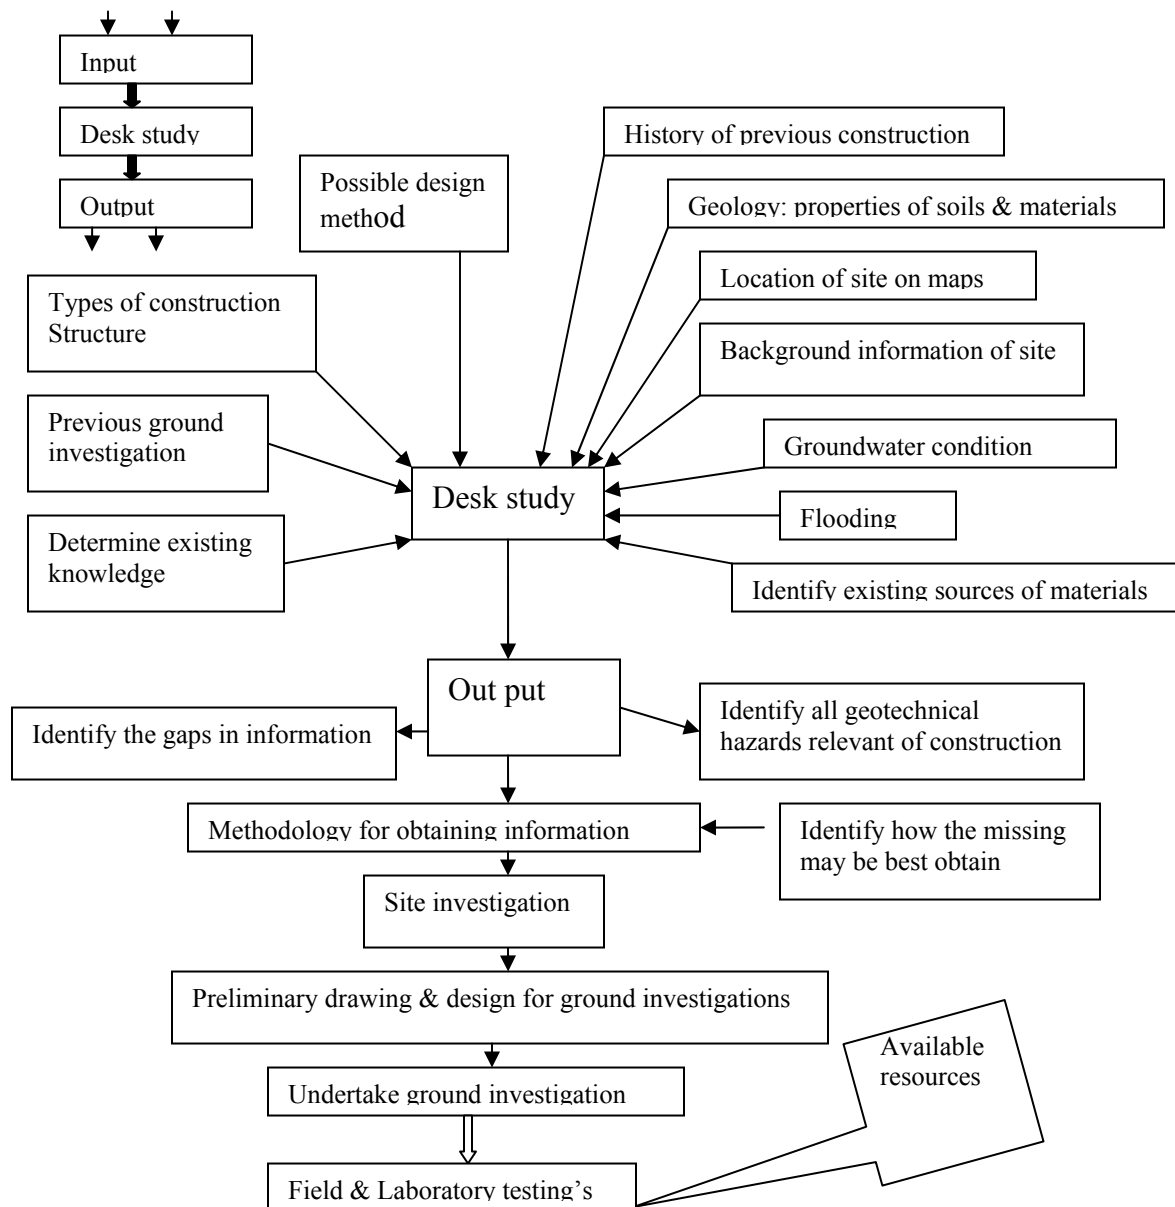 Input
Desk study
Output
History of previous construction
Possible design
method
Geology: properties of soils & materials
Location of site on maps
Types of construction
Structure
Background information of site
Previous ground
investigation
Groundwater condition
Desk study
Flooding
Determine existing
knowledge
Identify existing sources of materials
Out put
Identify the gaps in information
Identify all geotechnical
hazards relevant of construction
Methodology for obtaining information
Identify how the missing
may be best obtain
Site investigation
Preliminary drawing & design for ground investigations
Available
resources
Undertake ground investigation
Field & Laboratory testing’s